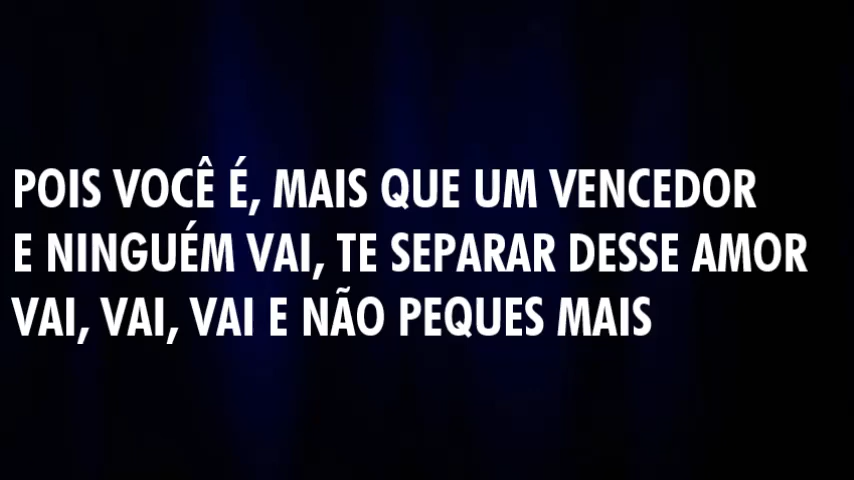 POIS VOCÊ É, MAIS QUE UM VENCEDOR
E NINGUÉM VAI, TE SEPARAR DESSE AMOR
VAI, VAI, VAI E NÃO PEQUES MAIS